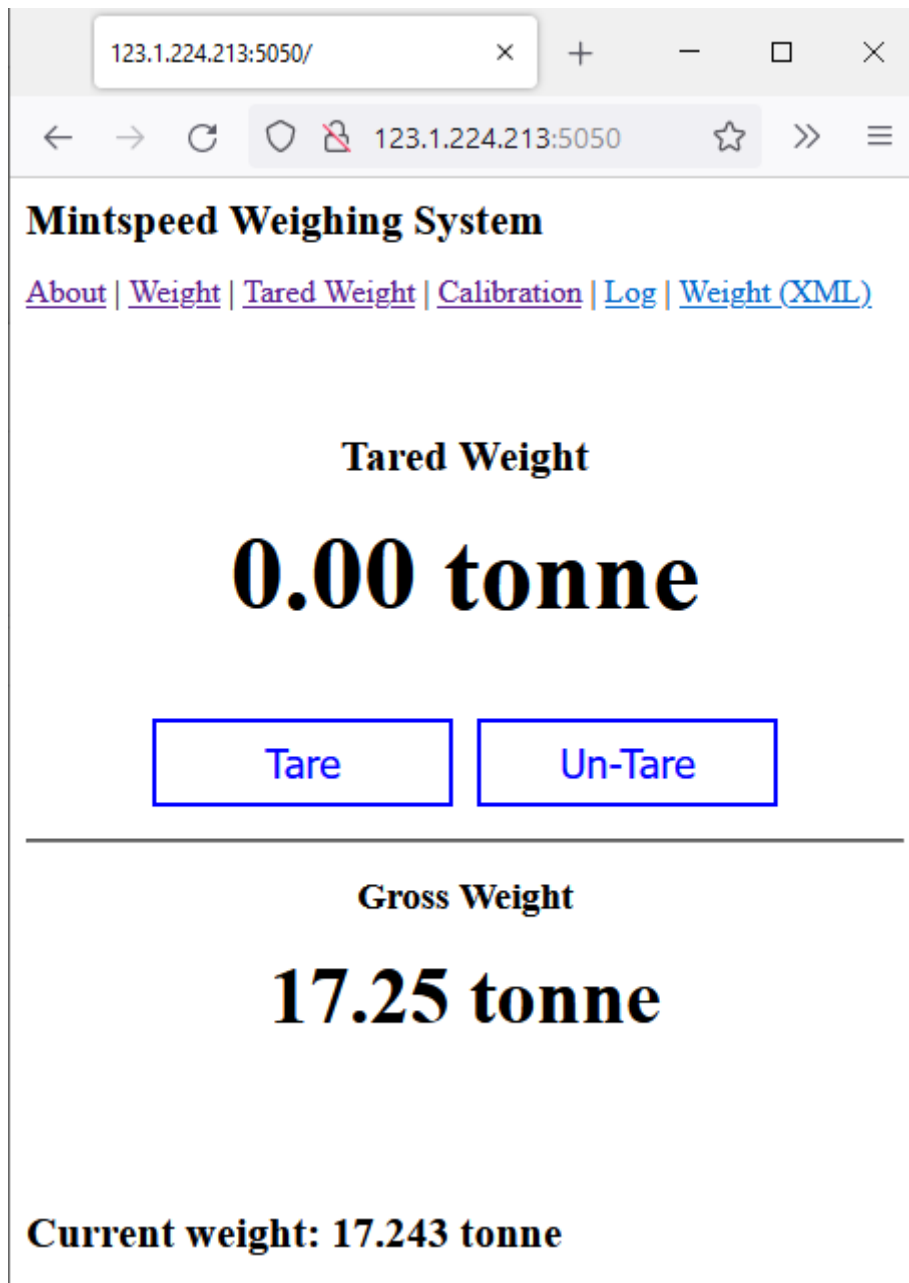 123.1.224.213:5050/
123.1.224.213:5050
Mintspeed Weighing System
About | Weight | Tared Weight | Calibration | Log | Weight (XML)
Tared Weight
0.00 tonne
Tare Un-Tare
Gross Weight
17.25 tonne
Current weight: 17.243 tonne